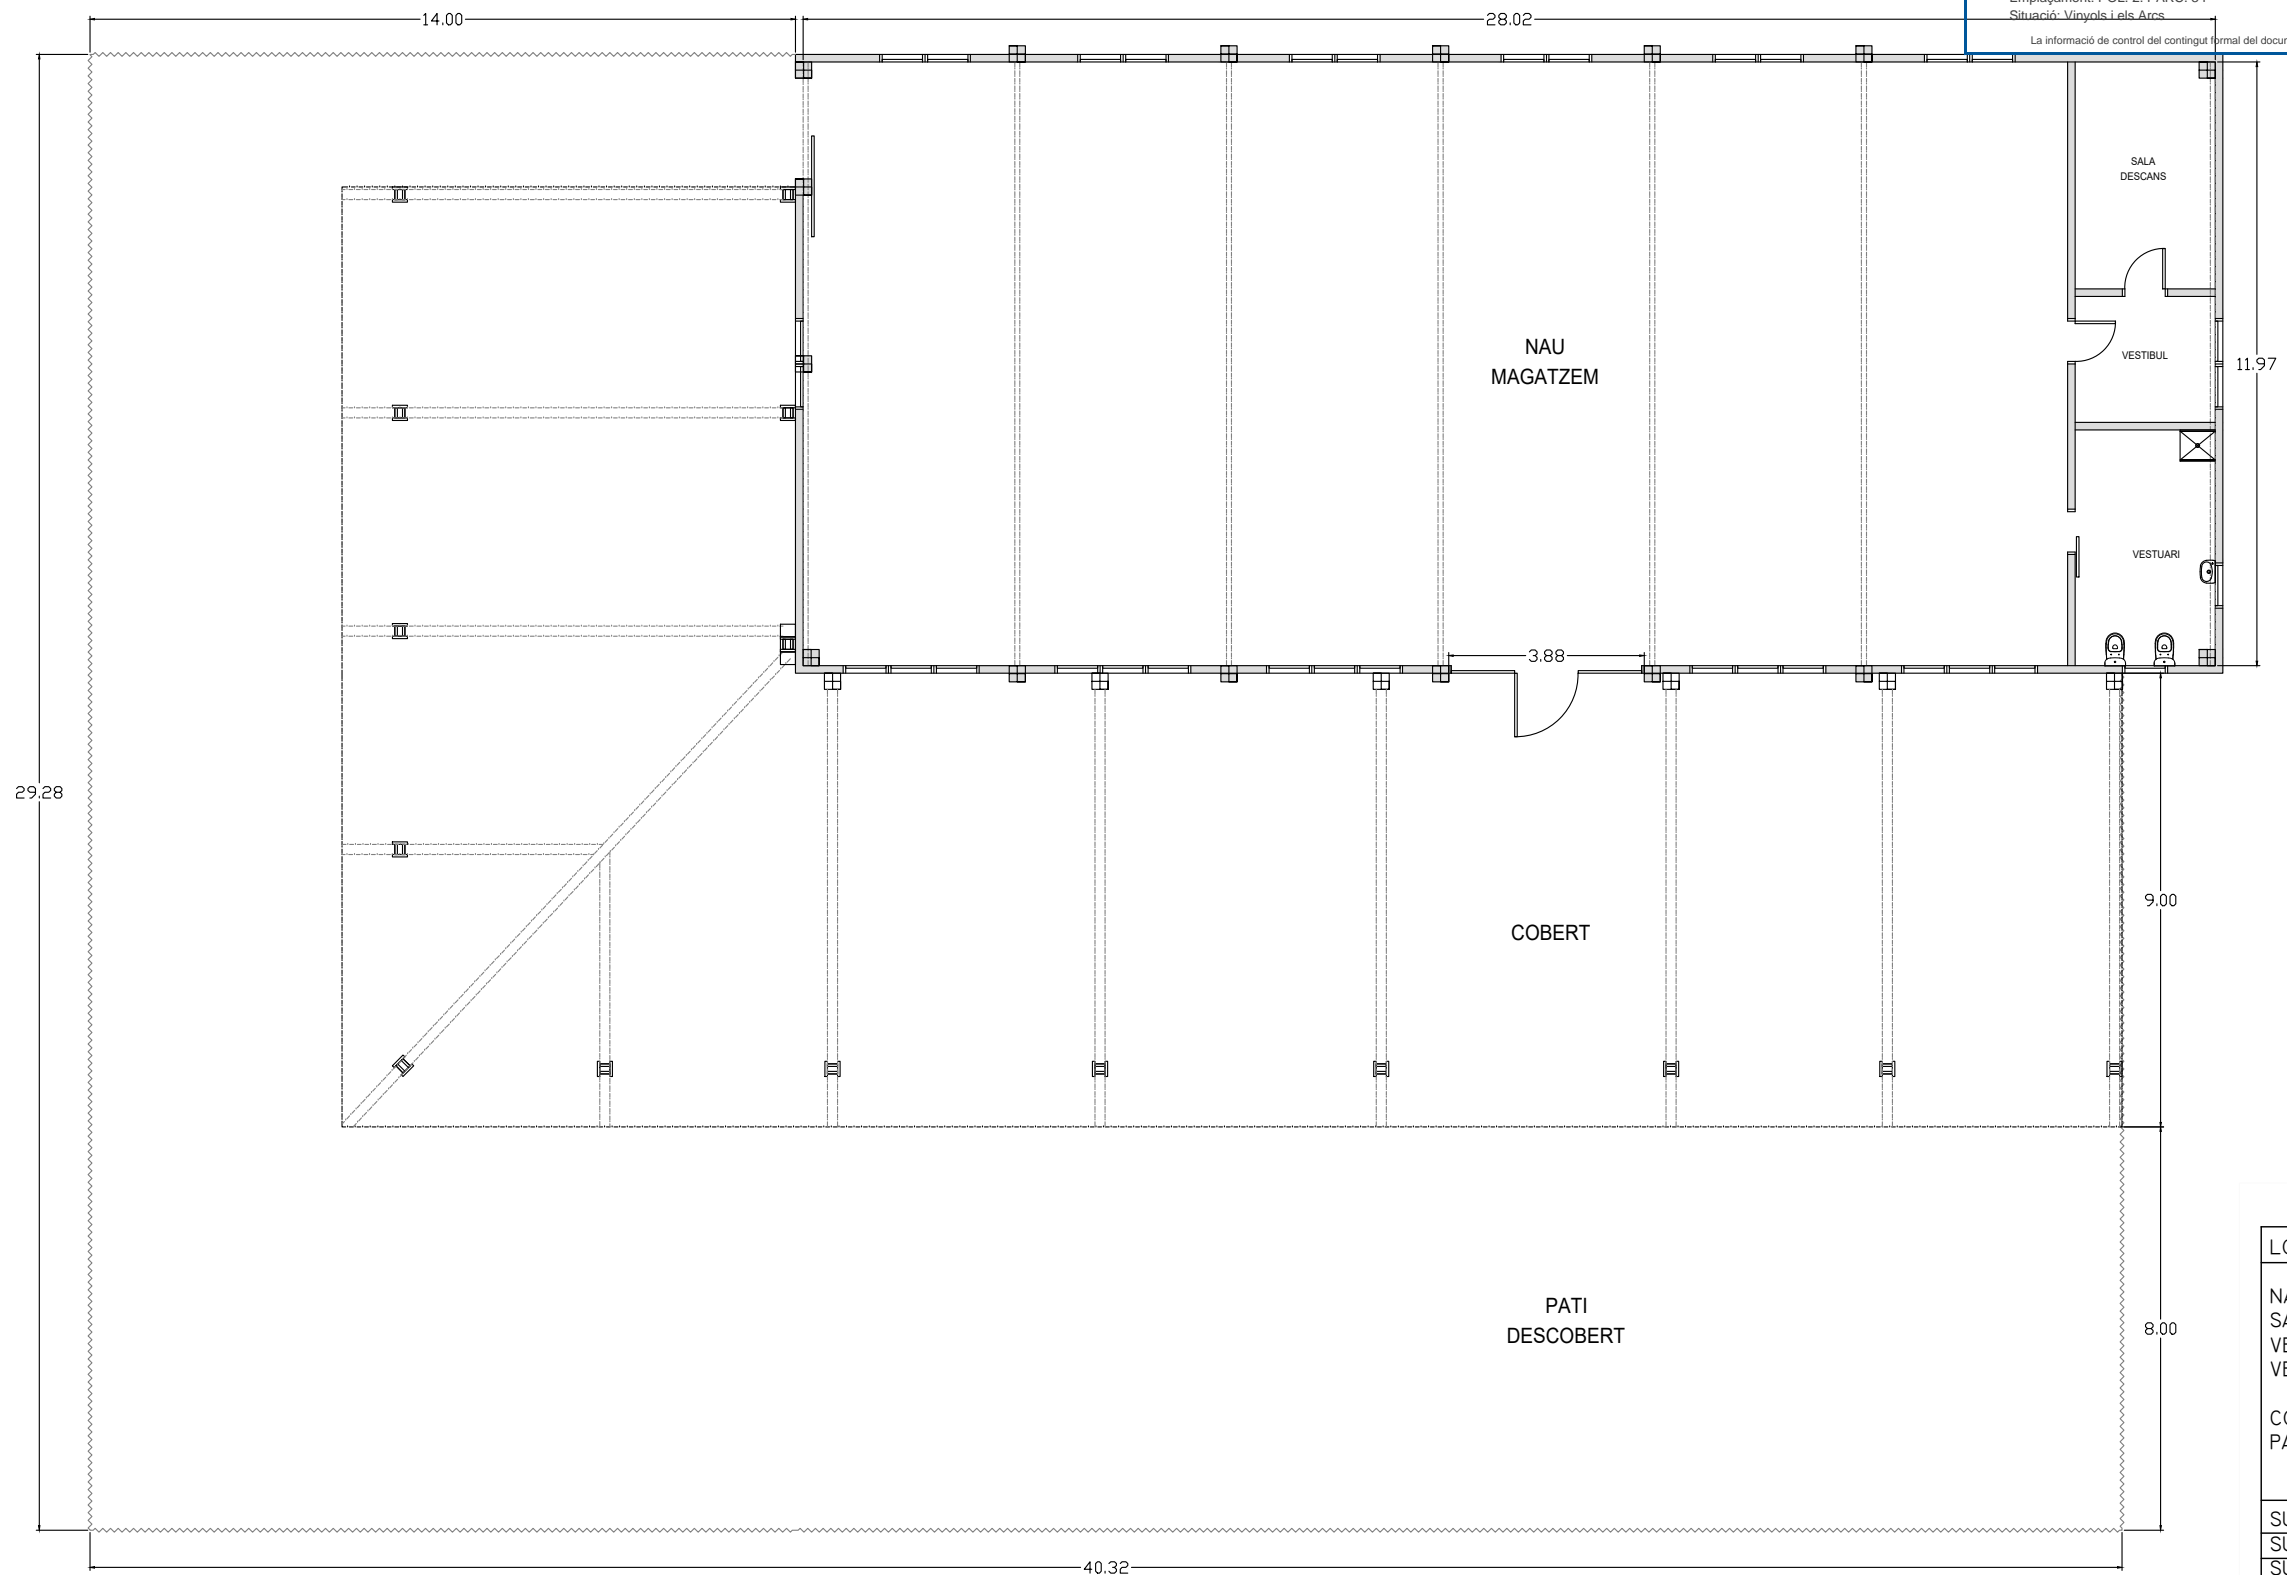 14.00
28.02
Situació: Vinyols i els Arcs
La informació de control del contingut formal del
SALA
DESCANS
NAU
MAGATZEM
VESTIBUL
11.97
VESTUARI
3.88
29.28
9.00
COBERT
PATI
DESCOBERT
8.00
40.32